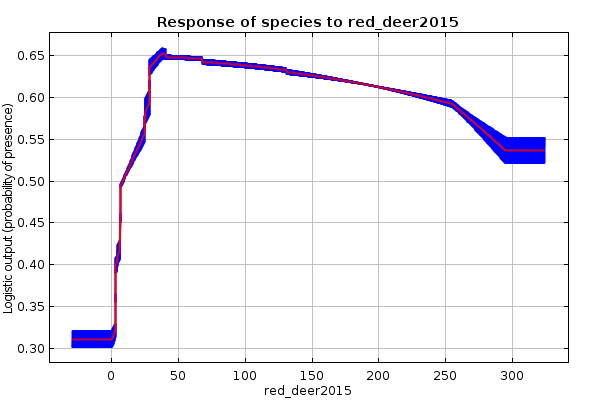 Response of species to red_deer2015
Logistic output (probability of presence)
0.65
0.60
0.55
0.50
0.45
0.40
0.35
0.30
0 50 100 150 200 250 300
red_deer2015